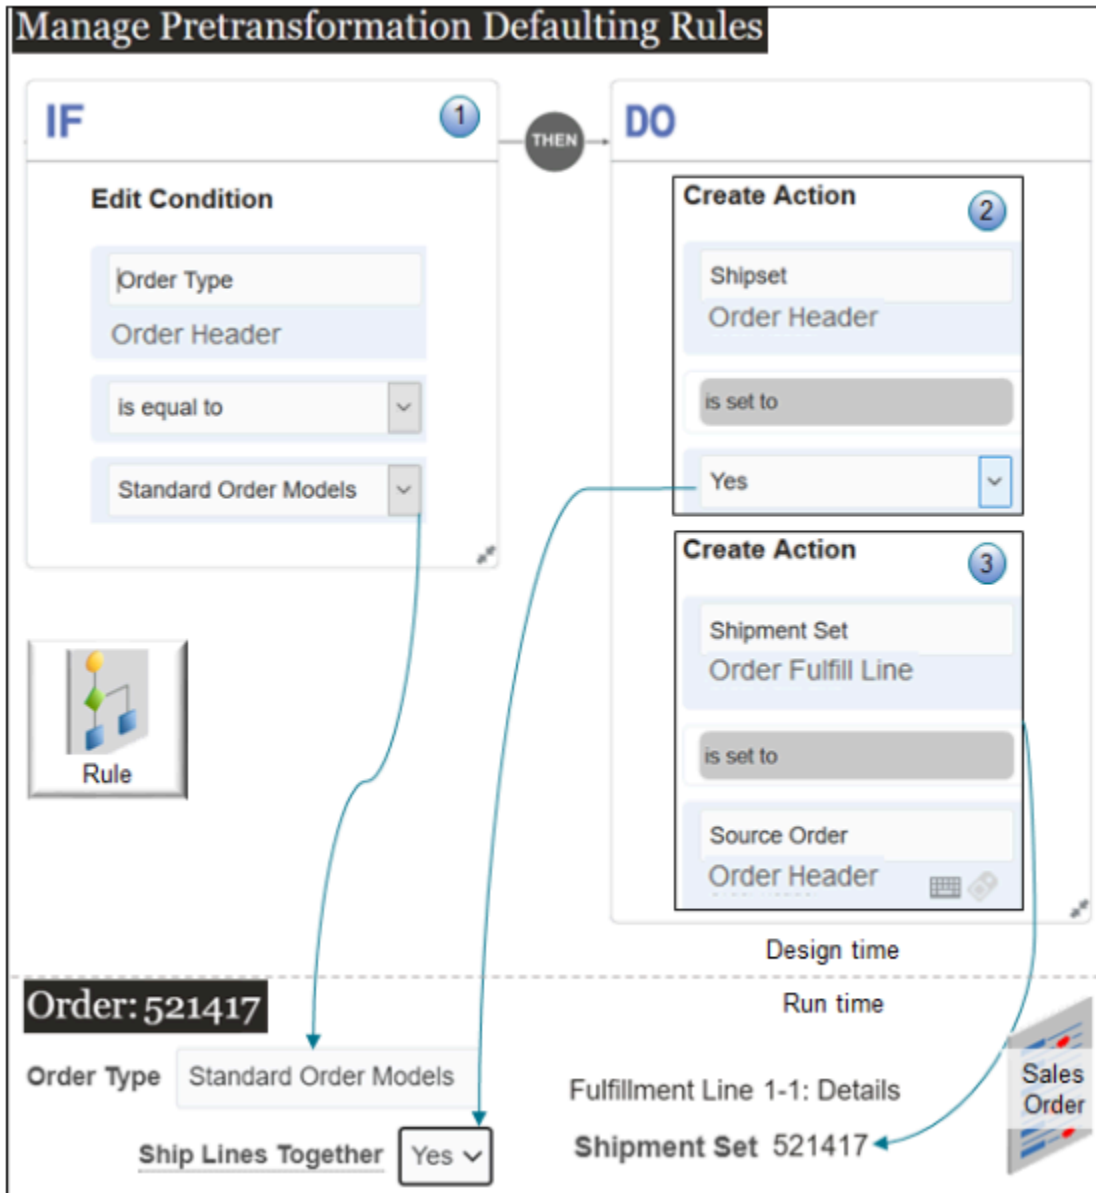 Manage Pretransformation Defaulting Rules
IF
1
THEN
DO
Edit Condition
Order Type
Order Header
is equal to
Standard Order Models
Create Action
2
Shipset
Order Header
is set to
Yes
Create Action
3
Shipment Set
Order Fulfill Line
is set to
Source Order
Order Header
Rule
Design time
Run time
Order: 521417
Order Type Standard Order Models
Ship Lines Together Yes
Fulfillment Line 1-1: Details
Shipment Set 521417
Sales
Order